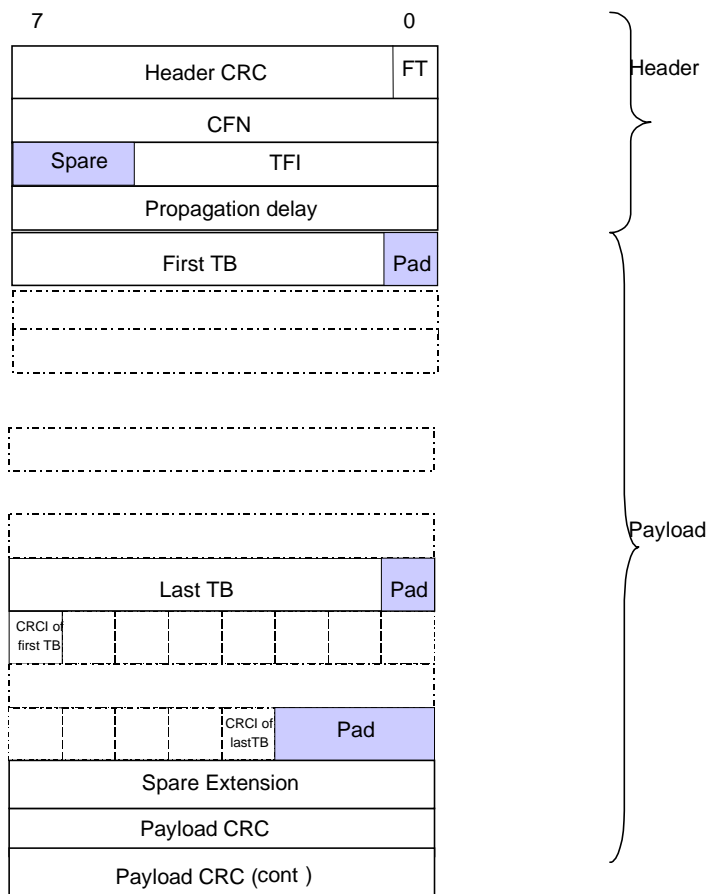 7 0
Header CRC FT
Header
CFN
Spare TFI
Propagation delay
First TB Pad
Payload
Last TB Pad
CRCI of
first TB
CRCI of
lastTB
Pad
Spare Extension
Payload CRC
Payload CRC (cont )